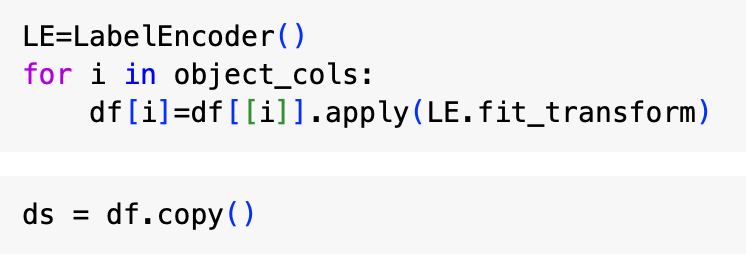 LE=LabelEncoder()
for i in object_cols:
    df[i]=df[[i]].apply(LE.fit_transform)
ds = df.copy()